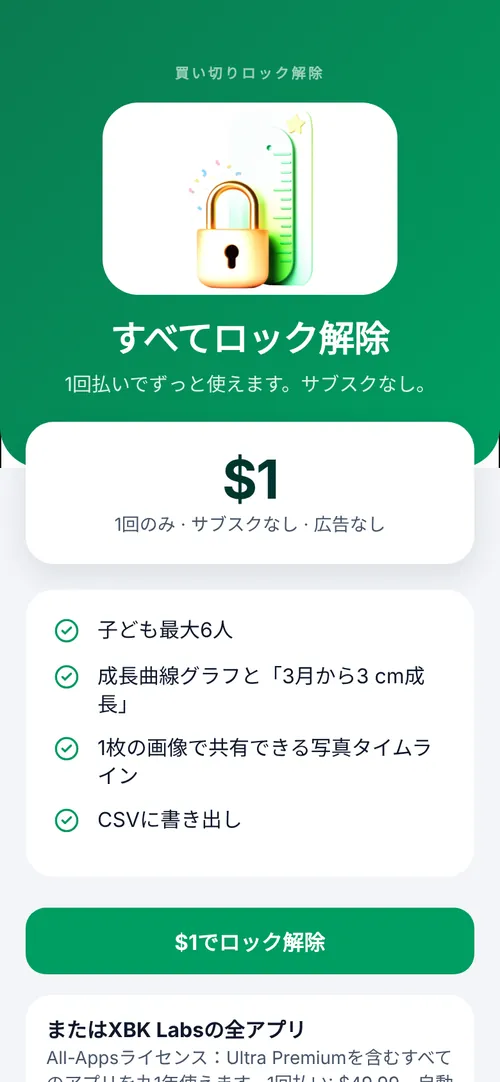 買い切りロック解除
すべてロック解除
1回払いでずっと使えます。サブスクなし。
$1
1回のみ · サブスクなし · 広告なし
子ども最大6人
成長曲線グラフと「3月から3 cm成
長」
1枚の画像で共有できる写真タイムラ
イン
CSVに書き出し
$1でロック解除
またはXBK Labsの全アプリ
All-Appsライセンス：Ultra Premiumを含むすべて